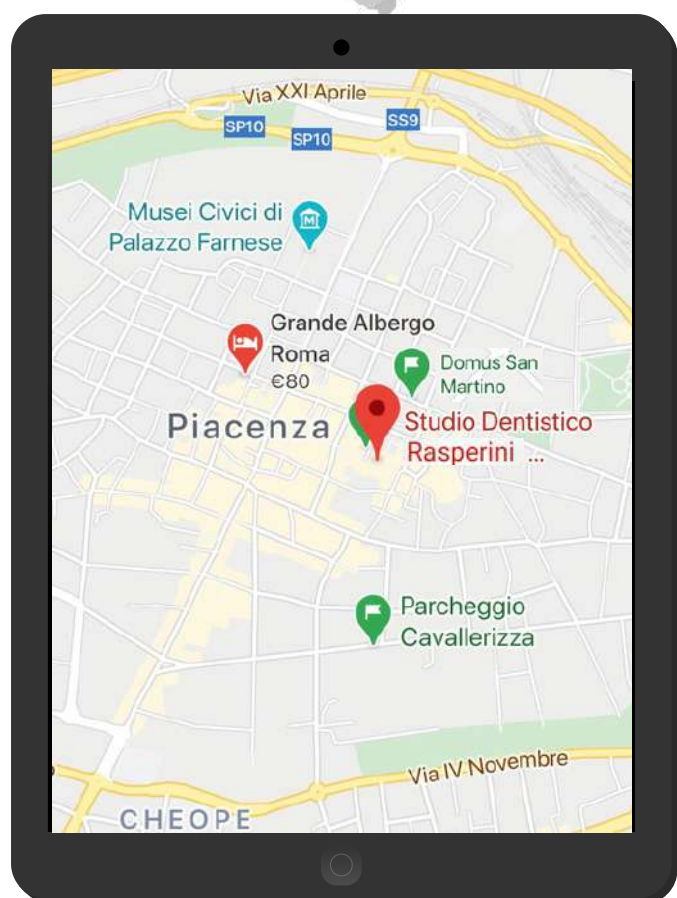 Via XXI Aprile
SP10
SP10
SS9
Musei Civici di
Palazzo Farnese
Grande Albergo
Roma
€80
Domus San
Martino
Piacenza
Studio Dentistico
Rasperini ...
Parcheggio
Cavallerizza
Via IV Novembre
CHEOPE